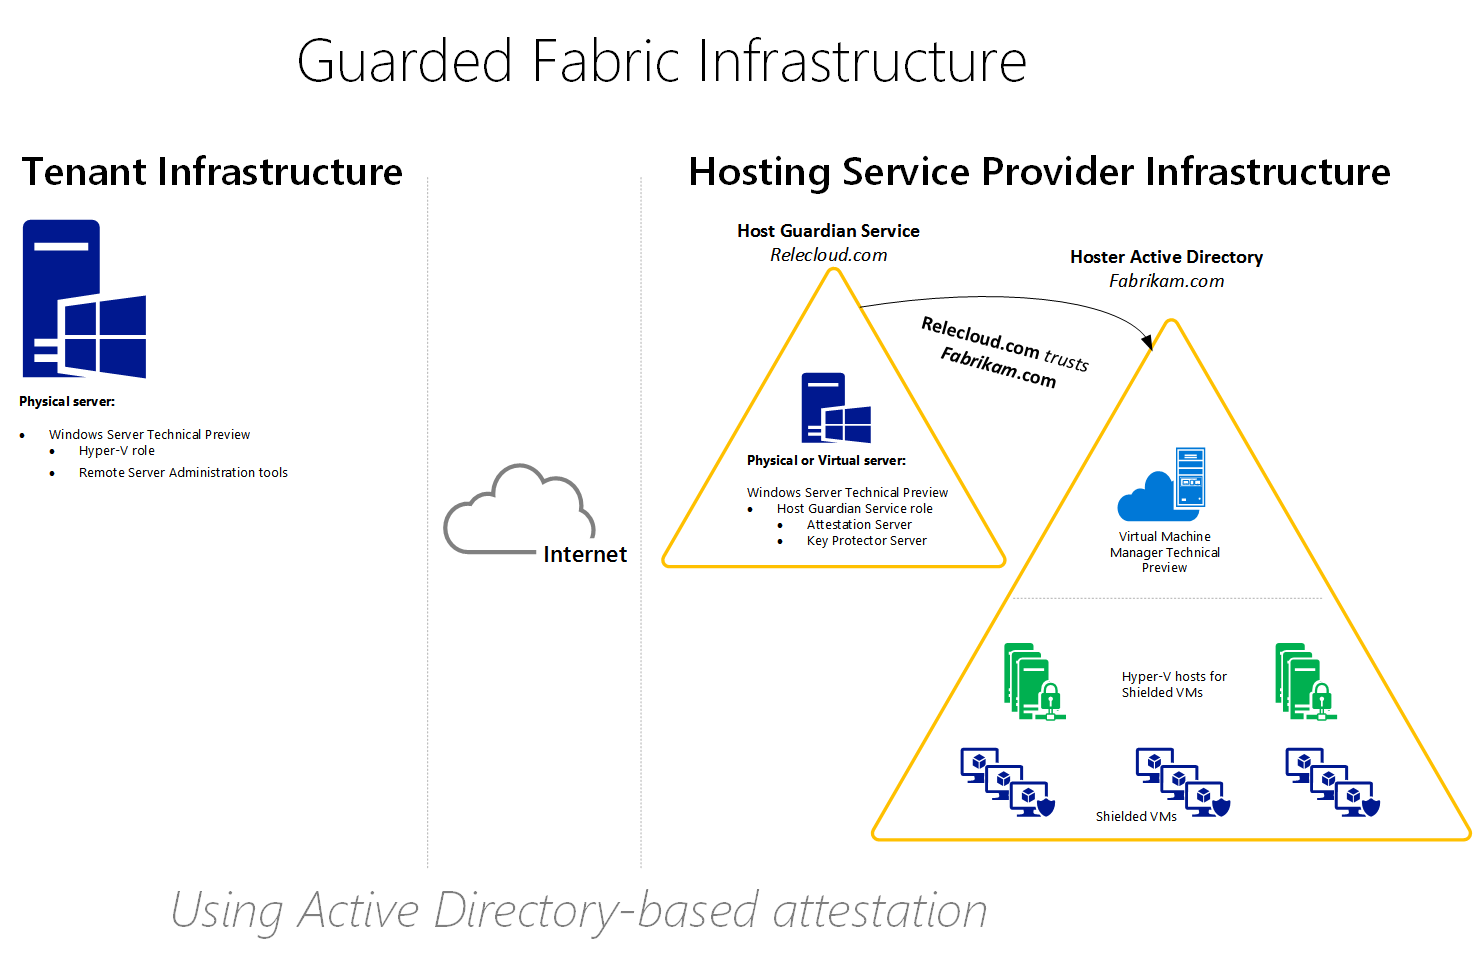 Guarded Fabric Infrastructure
Tenant Infrastructure
Physical server:
• Windows Server Technical Preview
• Hyper-V role
• Remote Server Administration tools
Internet
Hosting Service Provider Infrastructure
Host Guardian Service
Relecloud.com
Physical or Virtual server:
Windows Server Technical Preview
• Host Guardian Service role
• Attestation Server
• Key Protector Server
Relecloud.com trusts
Fabrikam.com
Hoster Active Directory
Fabrikam.com
Virtual Machine
Manager Technical
Preview
Hyper-V hosts for
Shielded VMs
Shielded VMs
Using Active Directory-based attestation